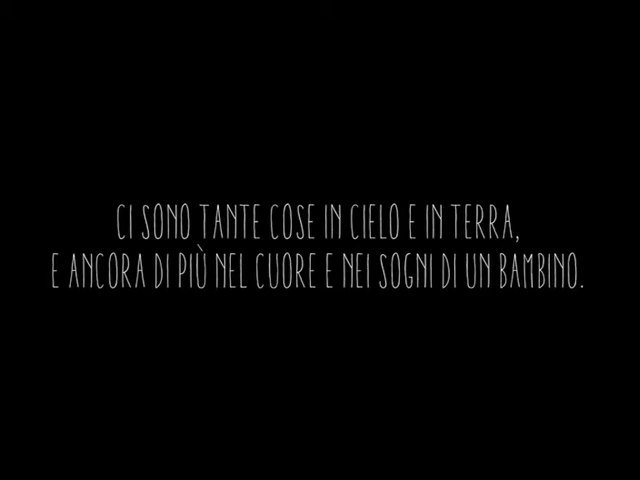 CI SONO TANTE COSE IN CIELO E IN TERRA,
E ANCORA DI PIÙ NEL CUORE E NEI SOGNI DI UN BAMBINO.